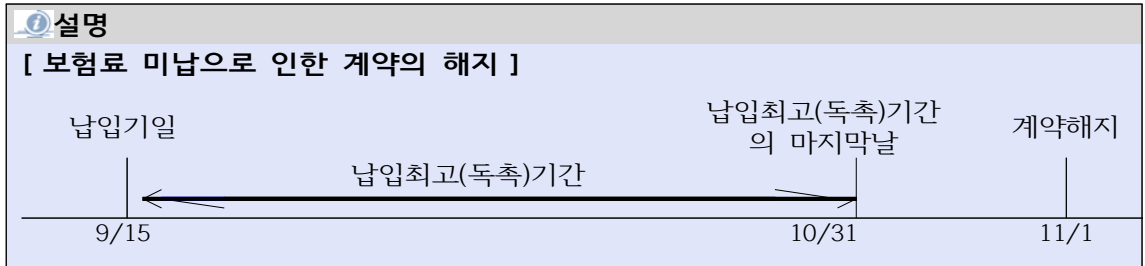 설명
[ 보험료 미납으로 인한 계약의 해지 ]
납입기일
납입최고(독촉)기간
의 마지막날
계약해지
납입최고(독촉)기간
9/15
10/31
11/1